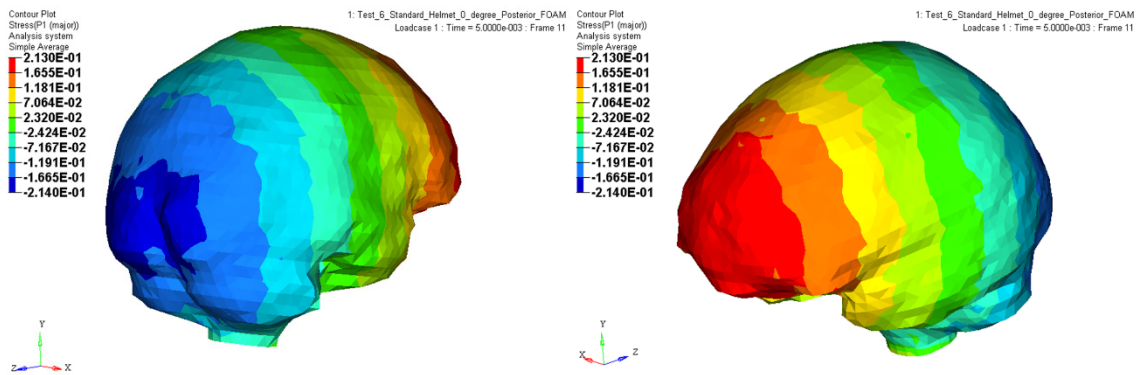 Contour Plot
Stress(P1 (major))
Analysis system
Simple Average
2.130E-01
1.655E-01
1.181E-01
7.064E-02
2.320E-02
-2.424E-02
-7.167E-02
-1.191E-01
-1.665E-01
-2.140E-01
1: Test_6_Standard_Helmet_0_degree_Posterior_FOAM
Loadcase 1 : Time = 5.0000e-003 : Frame 11
Y
Z
X
Contour Plot
Stress(P1 (major))
Analysis system
Simple Average
2.130E-01
1.655E-01
1.181E-01
7.064E-02
2.320E-02
-2.424E-02
-7.167E-02
-1.191E-01
-1.665E-01
-2.140E-01
1: Test_6_Standard_Helmet_0_degree_Posterior_FOAM
Loadcase 1 : Time = 5.0000e-003 : Frame 11
Y
X
Z